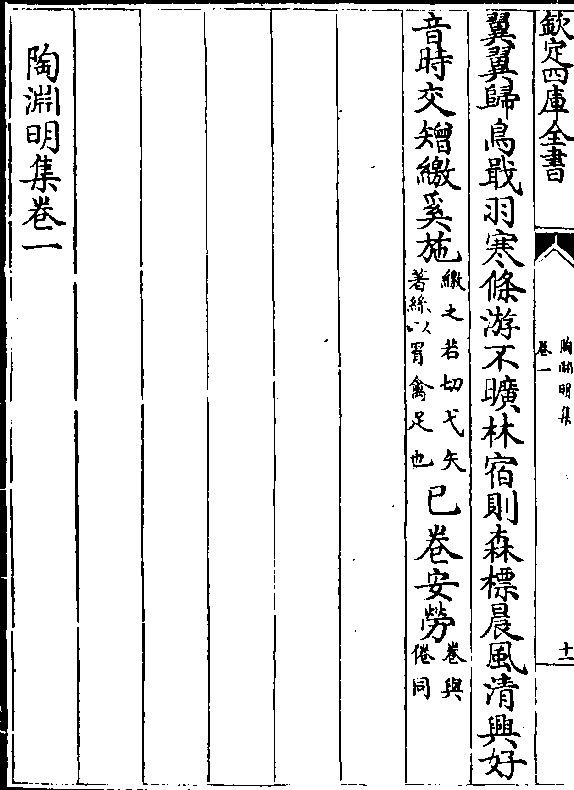 欽定四庫全書
陶淵明集
卷一
十一
翼翼歸鳥戢羽寒條游不曠林宿則森標晨風清興好
音時交矰繳奚施繳之若切弋矢著絲以罥禽足也已卷安勞卷與倦同
陶淵明集卷一